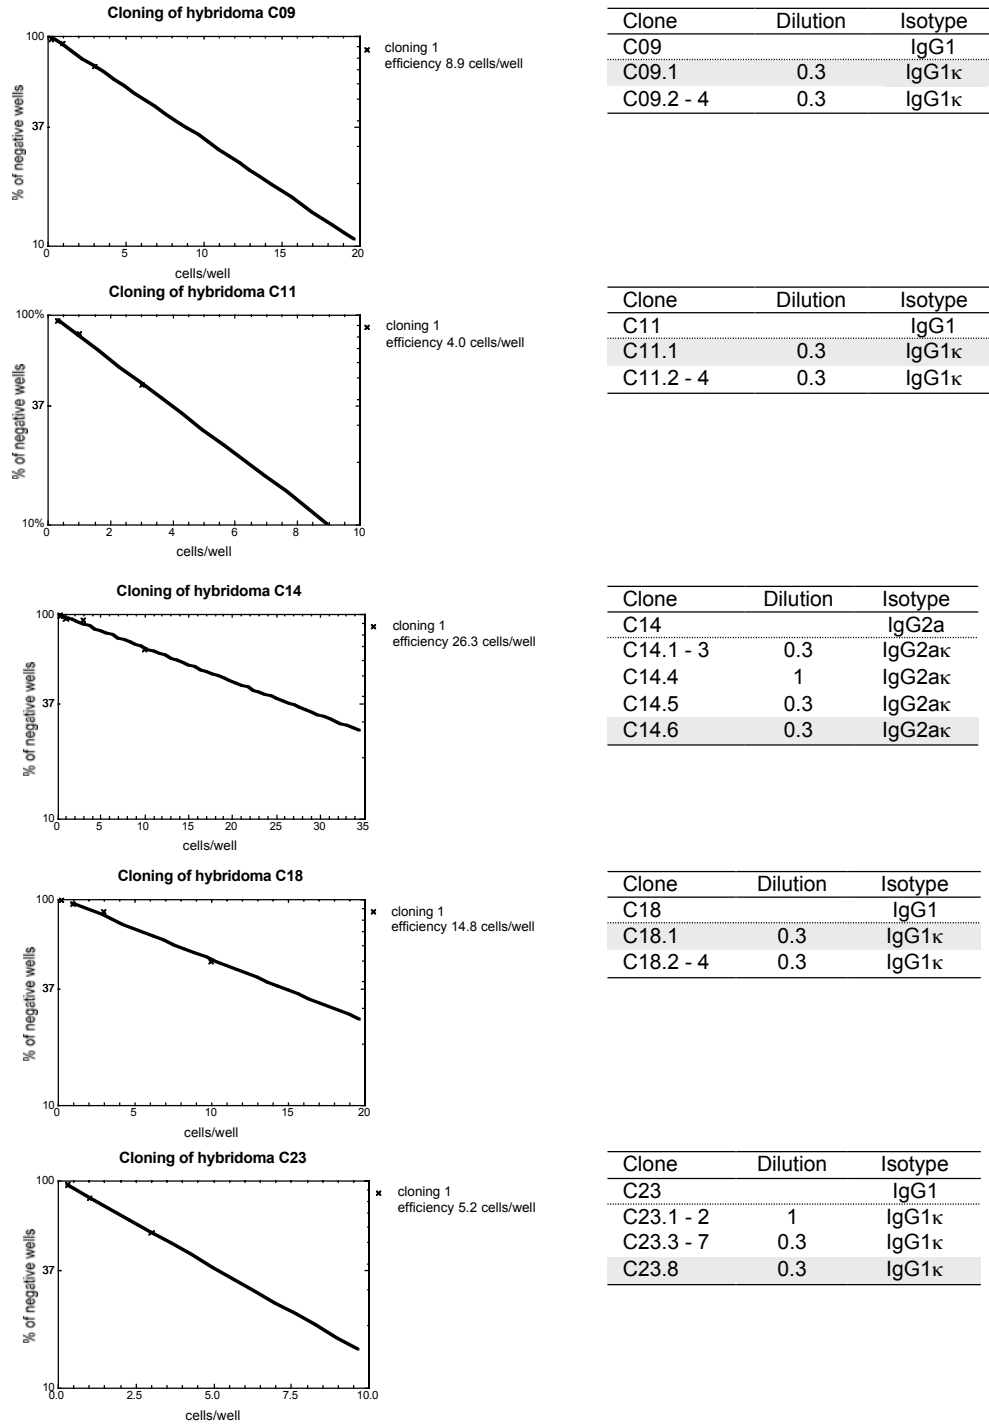 Cloning of hybridoma C09
100
37
10
% of negative wells
0 5 10 15 20
cells/well
cloning 1
efficiency 8.9 cells/well
Clone Dilution Isotype
C09 IgG1
C09.1 0.3 IgG1κ
C09.2 - 4 0.3 IgG1κ
Cloning of hybridoma C11
100%
37
10%
% of negative wells
0 2 4 6 8 10
cells/well
cloning 1
efficiency 4.0 cells/well
Clone Dilution Isotype
C11 IgG1
C11.1 0.3 IgG1κ
C11.2 - 4 0.3 IgG1κ
Cloning of hybridoma C14
100
37
10
% of negative wells
0 5 10 15 20 25 30 35
cells/well
cloning 1
efficiency 26.3 cells/well
Clone Dilution Isotype
C14 IgG2a
C14.1 - 3 0.3 IgG2aκ
C14.4 1 IgG2aκ
C14.5 0.3 IgG2aκ
C14.6 0.3 IgG2aκ
Cloning of hybridoma C18
100
37
10
% of negative wells
0 5 10 15 20
cells/well
cloning 1
efficiency 14.8 cells/well
Clone Dilution Isotype
C18 IgG1
C18.1 0.3 IgG1κ
C18.2 - 4 0.3 IgG1κ
Cloning of hybridoma C23
100
37
10
% of negative wells
0.0 2.5 5.0 7.5 10.0
cells/well
cloning 1
efficiency 5.2 cells/well
Clone Dilution Isotype
C23 IgG1
C23.1 - 2 1 IgG1κ
C23.3 - 7 0.3 IgG1κ
C23.8 0.3 IgG1κ